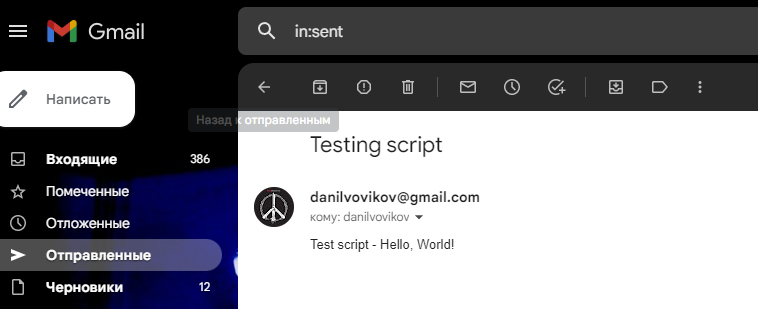 Gmail
in:sent
Написать
Назад к отправленным
Входящие 386
Помеченные
Отложенные
Отправленные
Черновики 12
Testing script
danilvovikov@gmail.com
кому: danilvovikov
Test script - Hello, World!